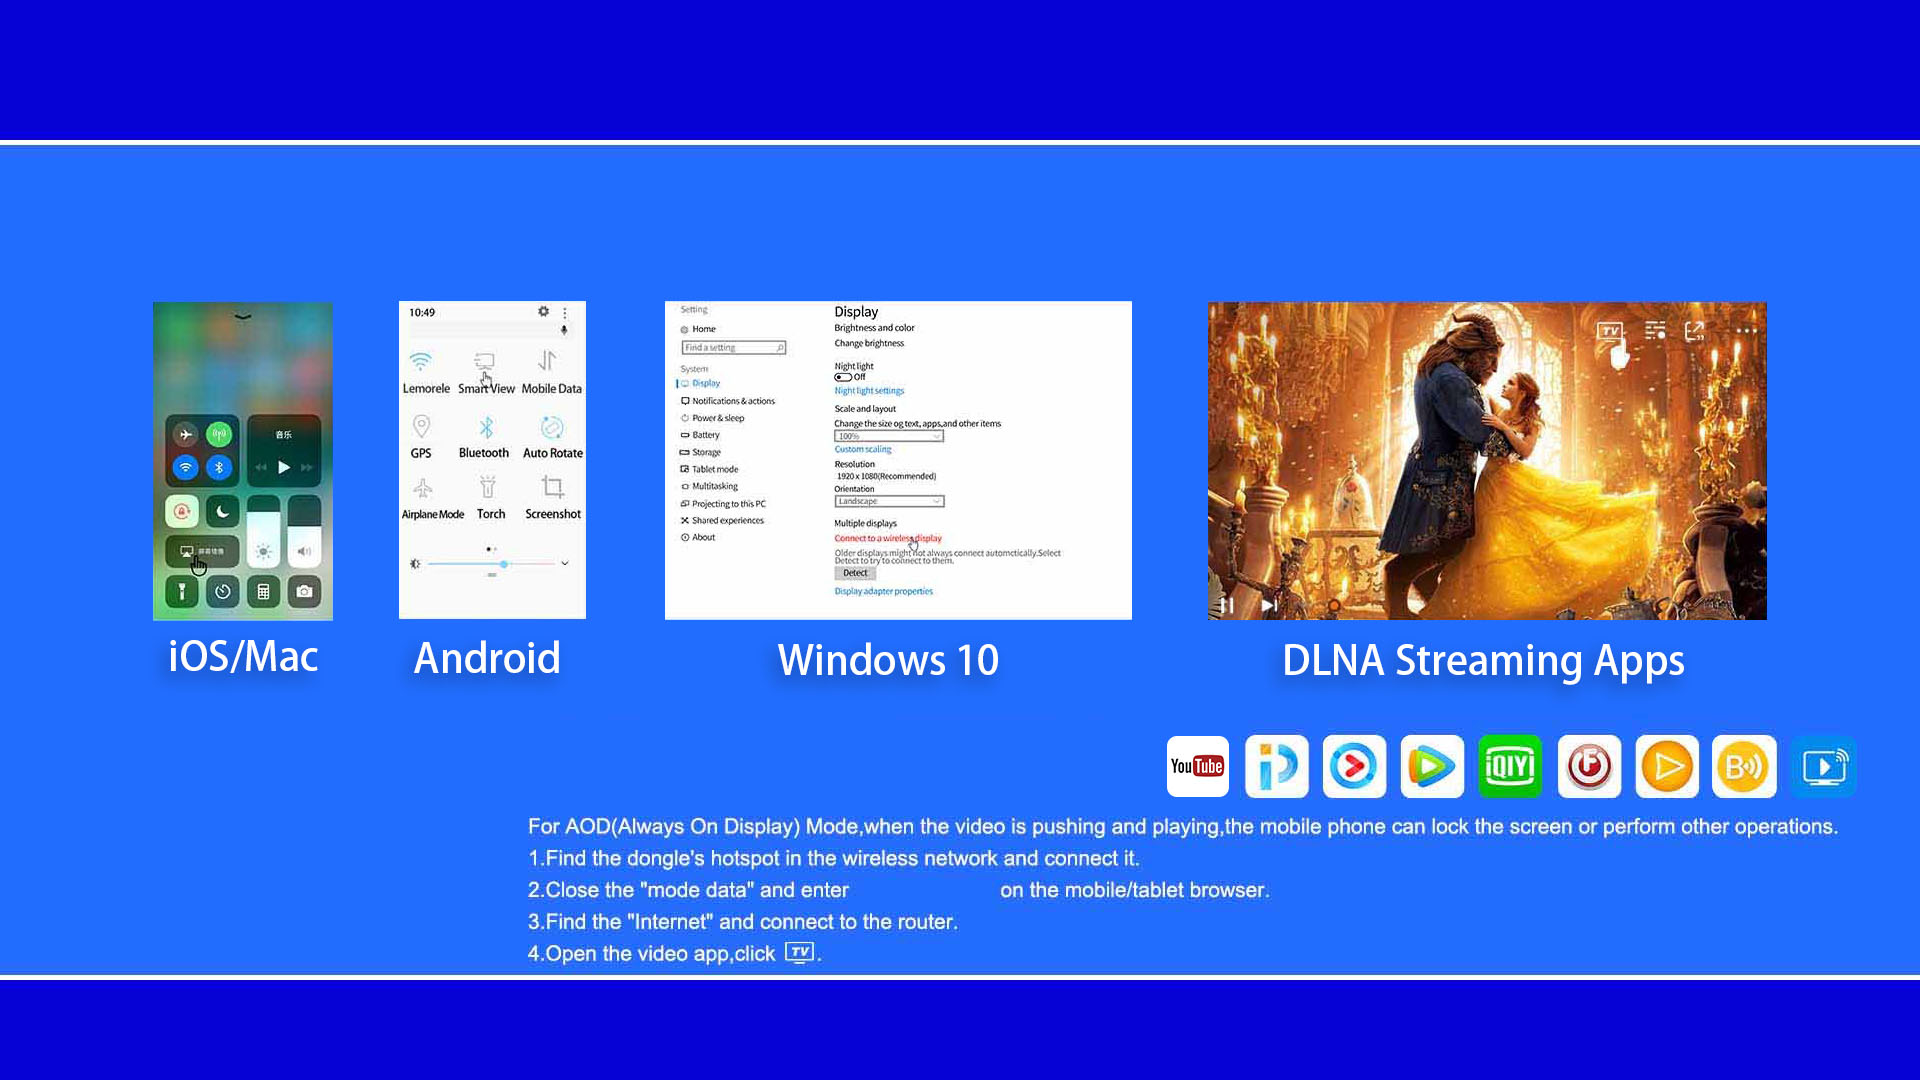 音乐
屏幕镜像
iOS/Mac
10:49
Lemorele Smart View Mobile Data
GPS Bluetooth Auto Rotate
Airplane Mode Torch Screenshot
Android
Setting
Home
Find a setting
System
Display
Notifications & actions
Power & sleep
Battery
Storage
Tablet mode
Multitasking
Projecting to this PC
Shared experiences
About
Display
Brightness and color
Change brightness
Night light
Off
Night light settings
Scale and layout
Change the size og text, apps,and other items
100%
Custom scaling
Resolution
1920 x 1080(Recommended)
Orientation
Landscape
Multiple displays
Connect to a wireless display
Older displays might not always connect automctically.Select
Detect to try to connect to them.
Detect
Display adapter properties
Windows 10
TV
DLNA Streaming Apps
YouTube
iQIYI
F
B
For AOD(Always On Display) Mode,when the video is pushing and playing,the mobile phone can lock the screen or perform other operations.
1.Find the dongle's hotspot in the wireless network and connect it.
2.Close the "mode data" and enter on the mobile/tablet browser.
3.Find the "Internet" and connect to the router.
4.Open the video app,click TV.